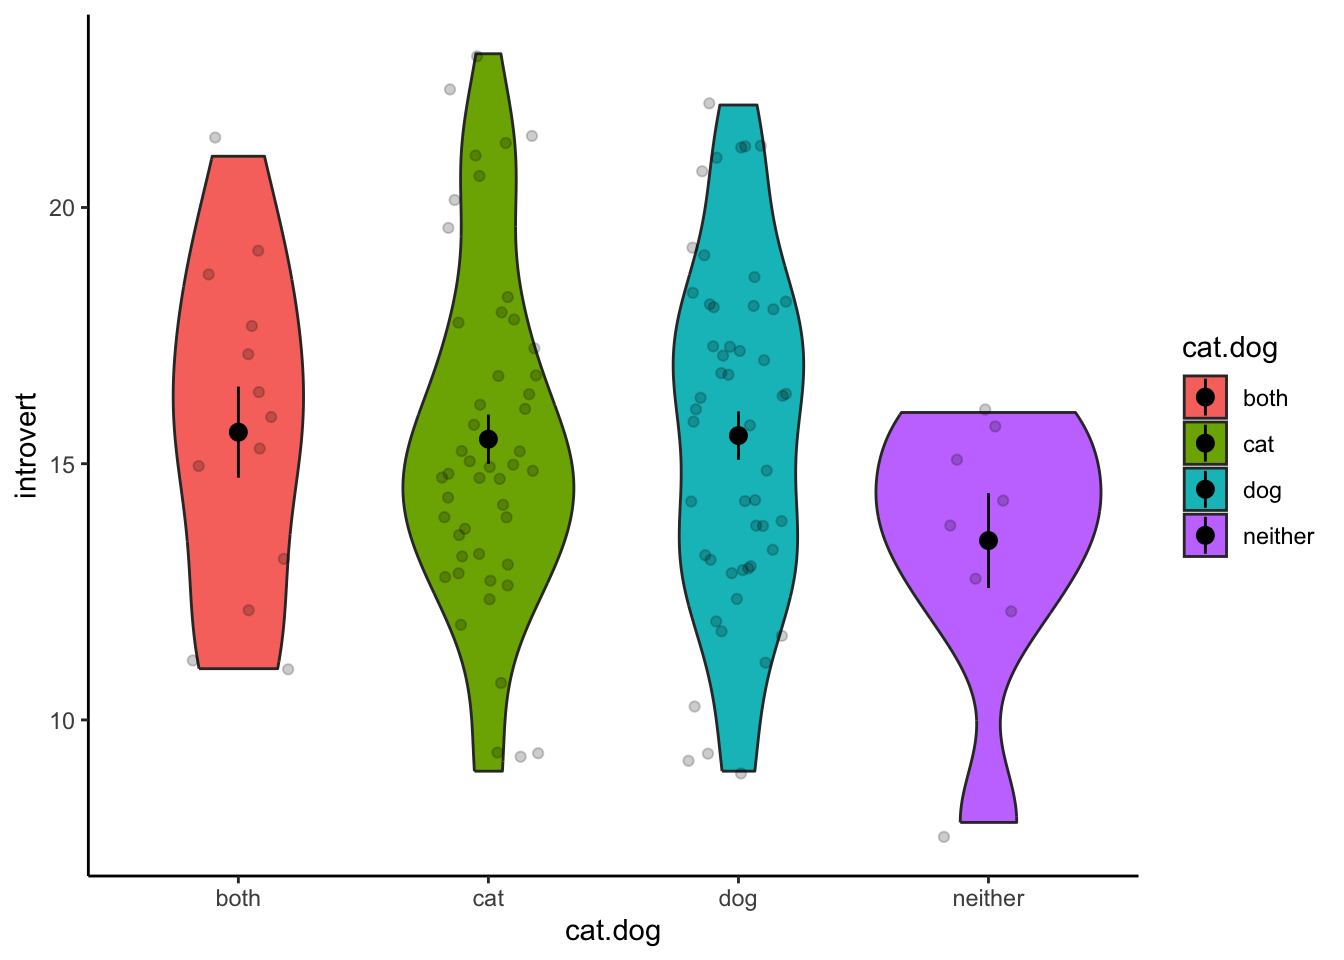 introvert
20
15
10
both
cat
dog
neither
cat.dog
cat.dog
both
cat
dog
neither